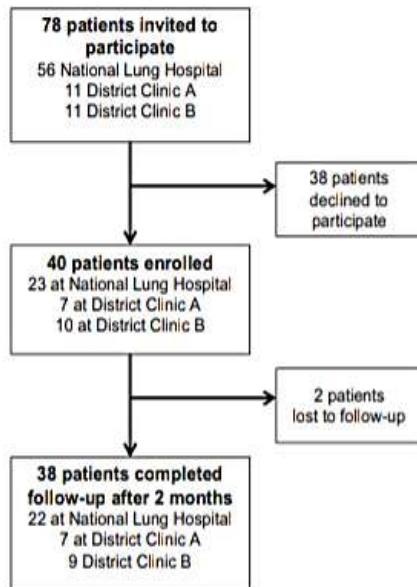 78 patients invited to
participate
56 National Lung Hospital
11 District Clinic A
11 District Clinic B
38 patients
declined to
participate
40 patients enrolled
23 at National Lung Hospital
7 at District Clinic A
10 at District Clinic B
2 patients
lost to follow-up
38 patients completed
follow-up after 2 months
22 at National Lung Hospital
7 at District Clinic A
9 District Clinic B